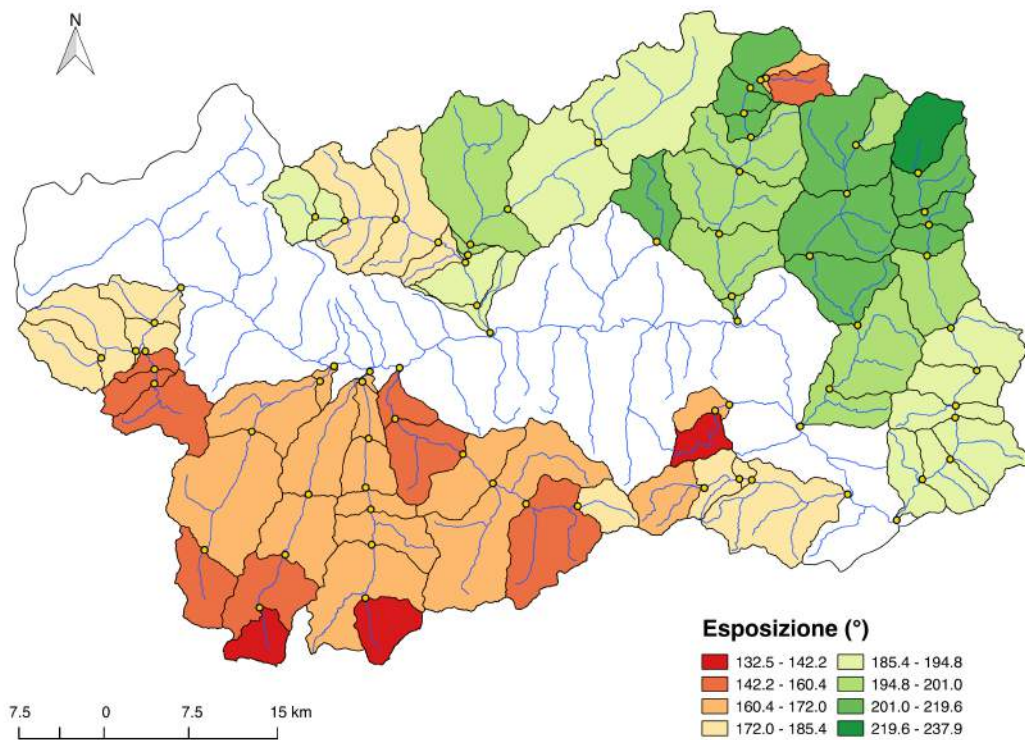 N
Esposizione (°)
132.5 - 142.2
142.2 - 160.4
160.4 - 172.0
172.0 - 185.4
185.4 - 194.8
194.8 - 201.0
201.0 - 219.6
219.6 - 237.9
7.5 0 7.5 15 km